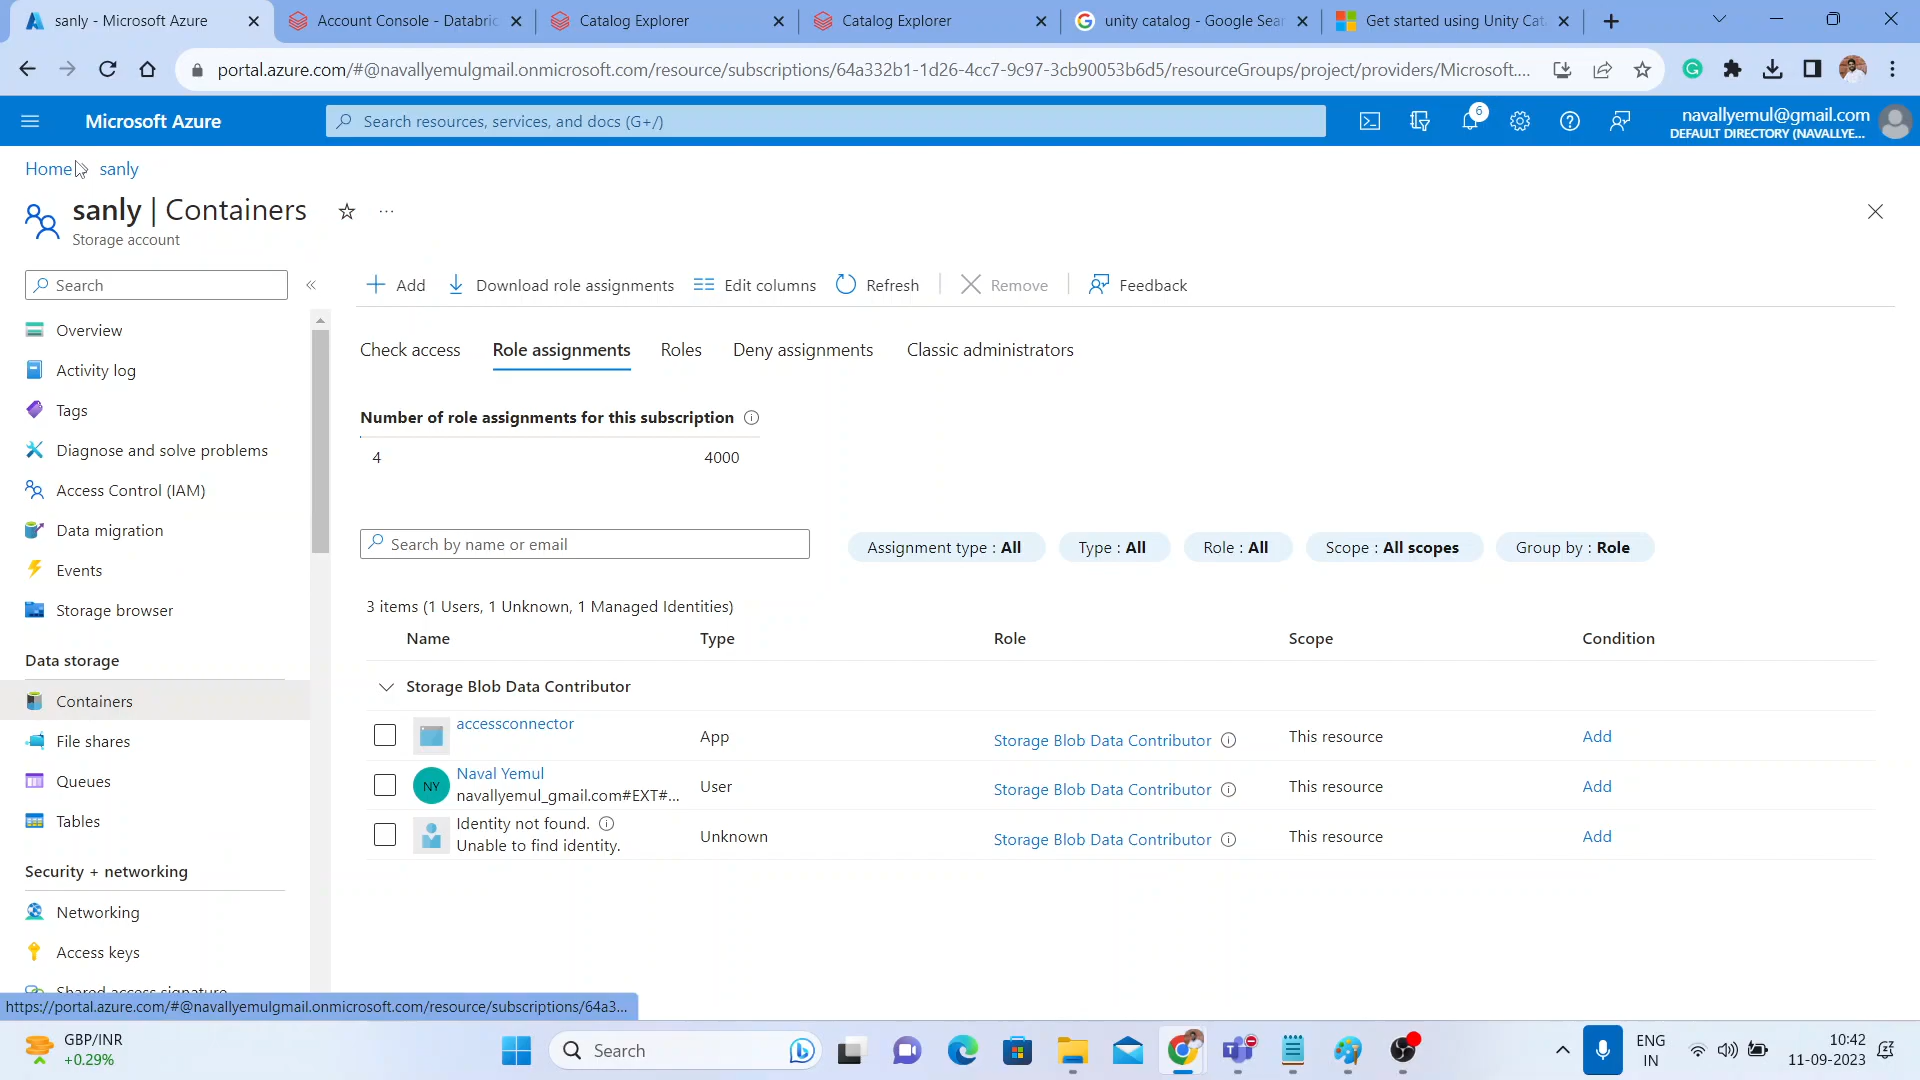 sanly - Microsoft Azure
Account Console - Databric
Catalog Explorer
Catalog Explorer
unity catalog - Google Sear
Get started using Unity Cat
portal.azure.com/#@navallyemulgmail.onmicrosoft.com/resource/subscriptions/64a332b1-1d26-4cc7-9c97-3cb90053b6d5/resourceGroups/project/providers/Microsoft....
Microsoft Azure
Search resources, services, and docs (G+/)
6
navallyemul@gmail.com
DEFAULT DIRECTORY (NAVALLYE...
Home
sanly
sanly | Containers
Storage account
Search
Overview
Activity log
Tags
Diagnose and solve problems
Access Control (IAM)
Data migration
Events
Storage browser
Data storage
Containers
File shares
Queues
Tables
Security + networking
Networking
Access keys
Shared access signature
Add
Download role assignments
Edit columns
Refresh
Remove
Feedback
Check access
Role assignments
Roles
Deny assignments
Classic administrators
Number of role assignments for this subscription
4 4000
Search by name or email
Assignment type : All
Type : All
Role : All
Scope : All scopes
Group by : Role
3 items (1 Users, 1 Unknown, 1 Managed Identities)
Name Type Role Scope Condition
Storage Blob Data Contributor
accessconnector
App Storage Blob Data Contributor This resource Add
NY
Naval Yemul
navallyemul_gmail.com#EXT#...
User Storage Blob Data Contributor This resource Add
Identity not found.
Unable to find identity.
Unknown Storage Blob Data Contributor This resource Add
https://portal.azure.com/#@navallyemulgmail.onmicrosoft.com/resource/subscriptions/64a3...
GBP/INR
+0.29%
Search
ENG
IN
10:42
11-09-2023